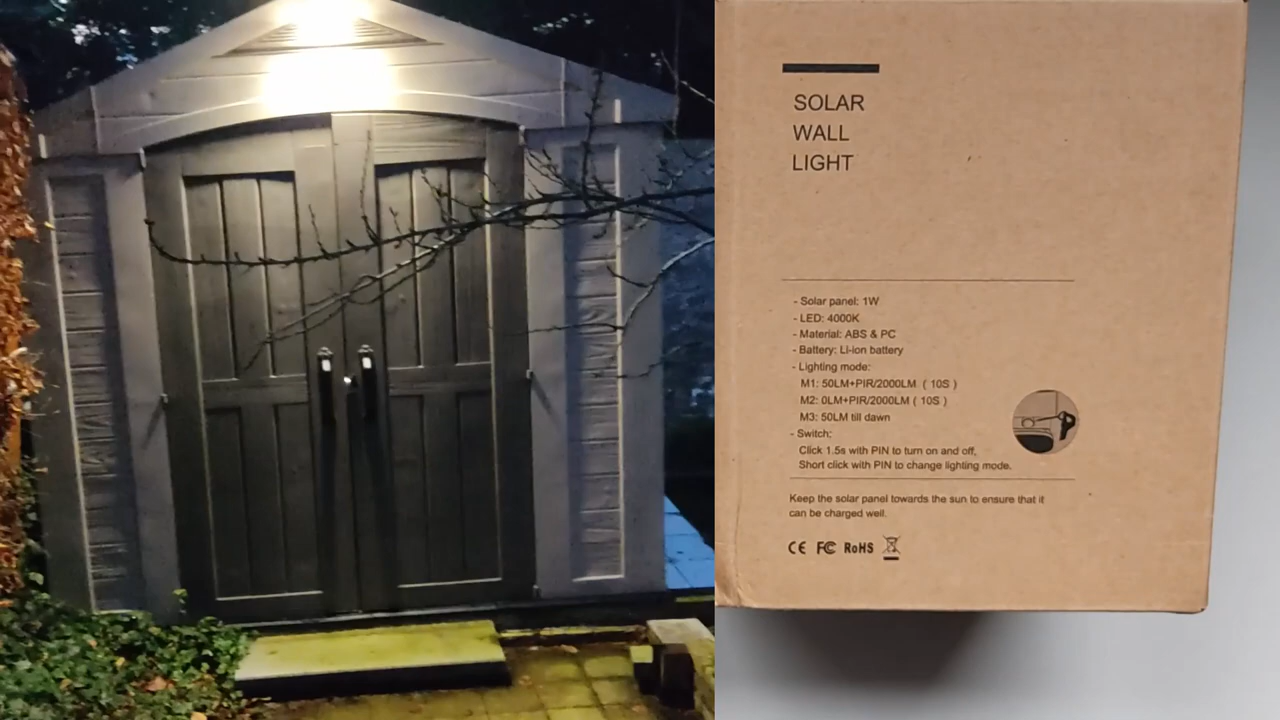 SOLAR
WALL
LIGHT
- Solar panel: 1W
- LED: 4000K
- Material: ABS & PC
- Battery: Li-ion battery
- Lighting mode:
M1: 50LM+PIR/2000LM ( 10S )
M2: 0LM+PIR/2000LM ( 10S )
M3: 50LM till dawn
- Switch:
Click 1.5s with PIN to turn on and off,
Short click with PIN to change lighting mode.
Keep the solar panel towards the sun to ensure that it
can be charged well.
CE FC RoHS